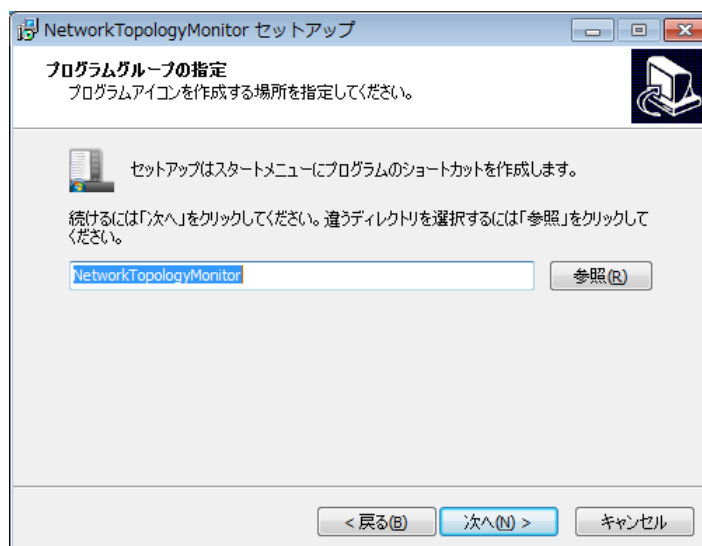 NetworkTopologyMonitor セットアップ
プログラムグループの指定
プログラムアイコンを作成する場所を指定してください。
セットアップはスタートメニューにプログラムのショートカットを作成します。
続けるには「次へ」をクリックしてください。違うディレクトリを選択するには「参照」をクリックして
ください。
NetworkTopologyMonitor
参照(R)
< 戻る(B)
次へ(N) >
キャンセル